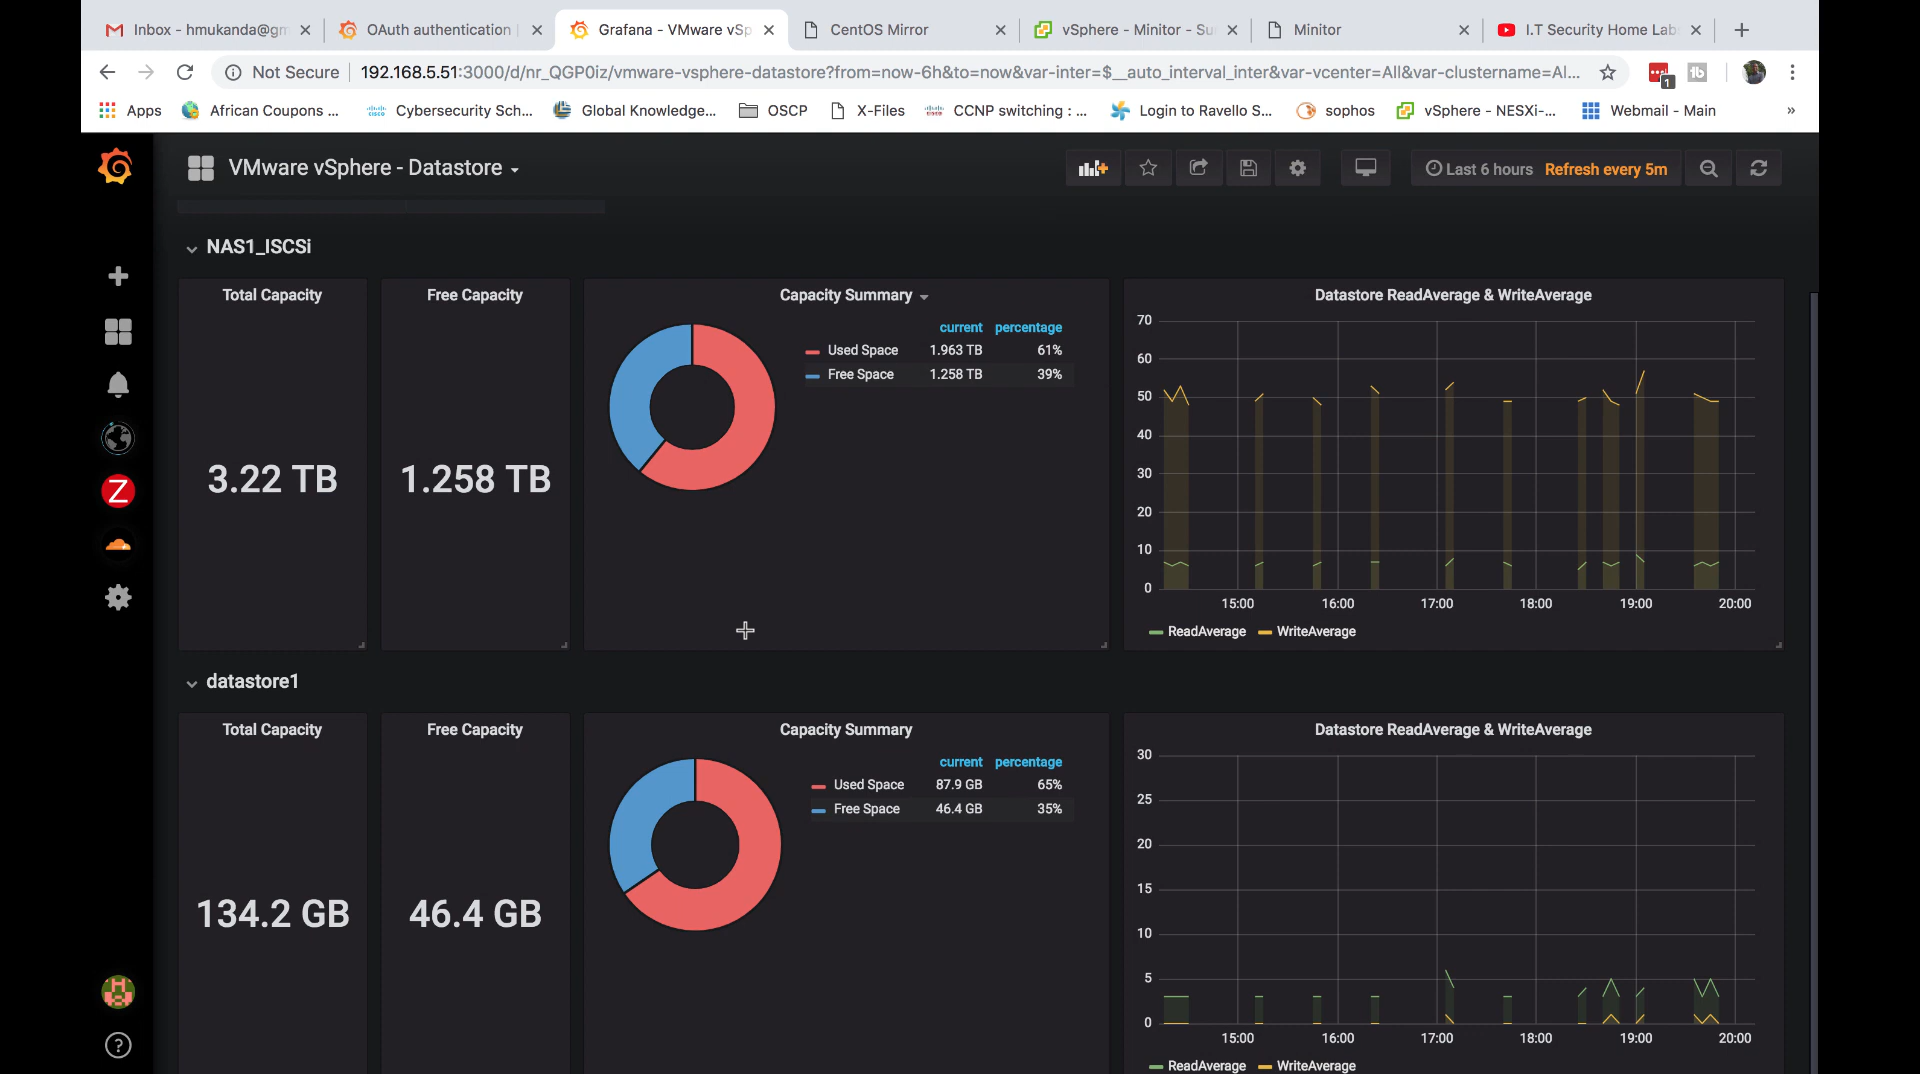 Inbox - hmukanda@gm
OAuth authentication
Grafana - VMware vSp
CentOS Mirror
vSphere - Minitor - Su
Minitor
I.T Security Home Lab
Not Secure
192.168.5.51:3000/d/nr_QGP0iz/vmware-vsphere-datastore?from=now-6h&to=now&var-inter=$__auto_interval_inter&var-vcenter=All&var-clustername=Al...
1
Apps
African Coupons ...
Cybersecurity Sch...
Global Knowledge...
OSCP
X-Files
CCNP switching : ...
Login to Ravello S...
sophos
vSphere - NESXi-...
Webmail - Main
»
VMware vSphere - Datastore
Last 6 hours
Refresh every 5m
NAS1_ISCSi
Total Capacity
3.22 TB
Free Capacity
1.258 TB
Capacity Summary
current percentage
Used Space 1.963 TB 61%
Free Space 1.258 TB 39%
Datastore ReadAverage & WriteAverage
70
60
50
40
30
20
10
0
15:00 16:00 17:00 18:00 19:00 20:00
ReadAverage WriteAverage
Z
datastore1
Total Capacity
134.2 GB
Free Capacity
46.4 GB
Capacity Summary
current percentage
Used Space 87.9 GB 65%
Free Space 46.4 GB 35%
Datastore ReadAverage & WriteAverage
30
25
20
15
10
5
0
15:00 16:00 17:00 18:00 19:00 20:00
ReadAverage WriteAverage
?